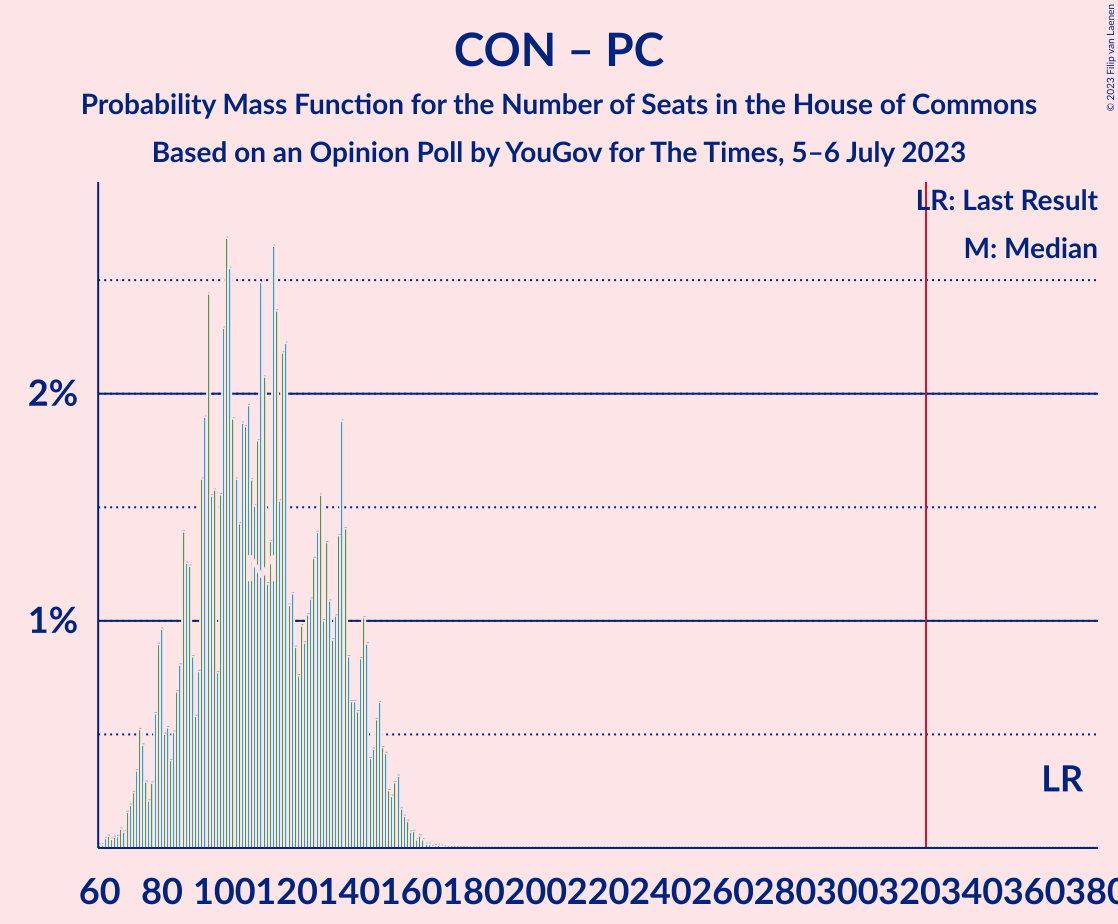 CON – PC
Probability Mass Function for the Number of Seats in the House of Commons
Based on an Opinion Poll by YouGov for The Times, 5–6 July 2023
© 2023 Filip van Laenen
LR: Last Result
M: Median
2%
1%
LR
60 80 100 120 140 160 180 200 220 240 260 280 300 320 340 360 380